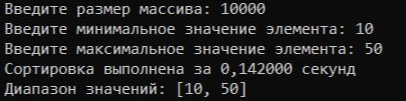 Введите размер массива: 10000
Введите минимальное значение элемента: 10
Введите максимальное значение элемента: 50
Сортировка выполнена за 0,142000 секунд
Диапазон значений: [10, 50]